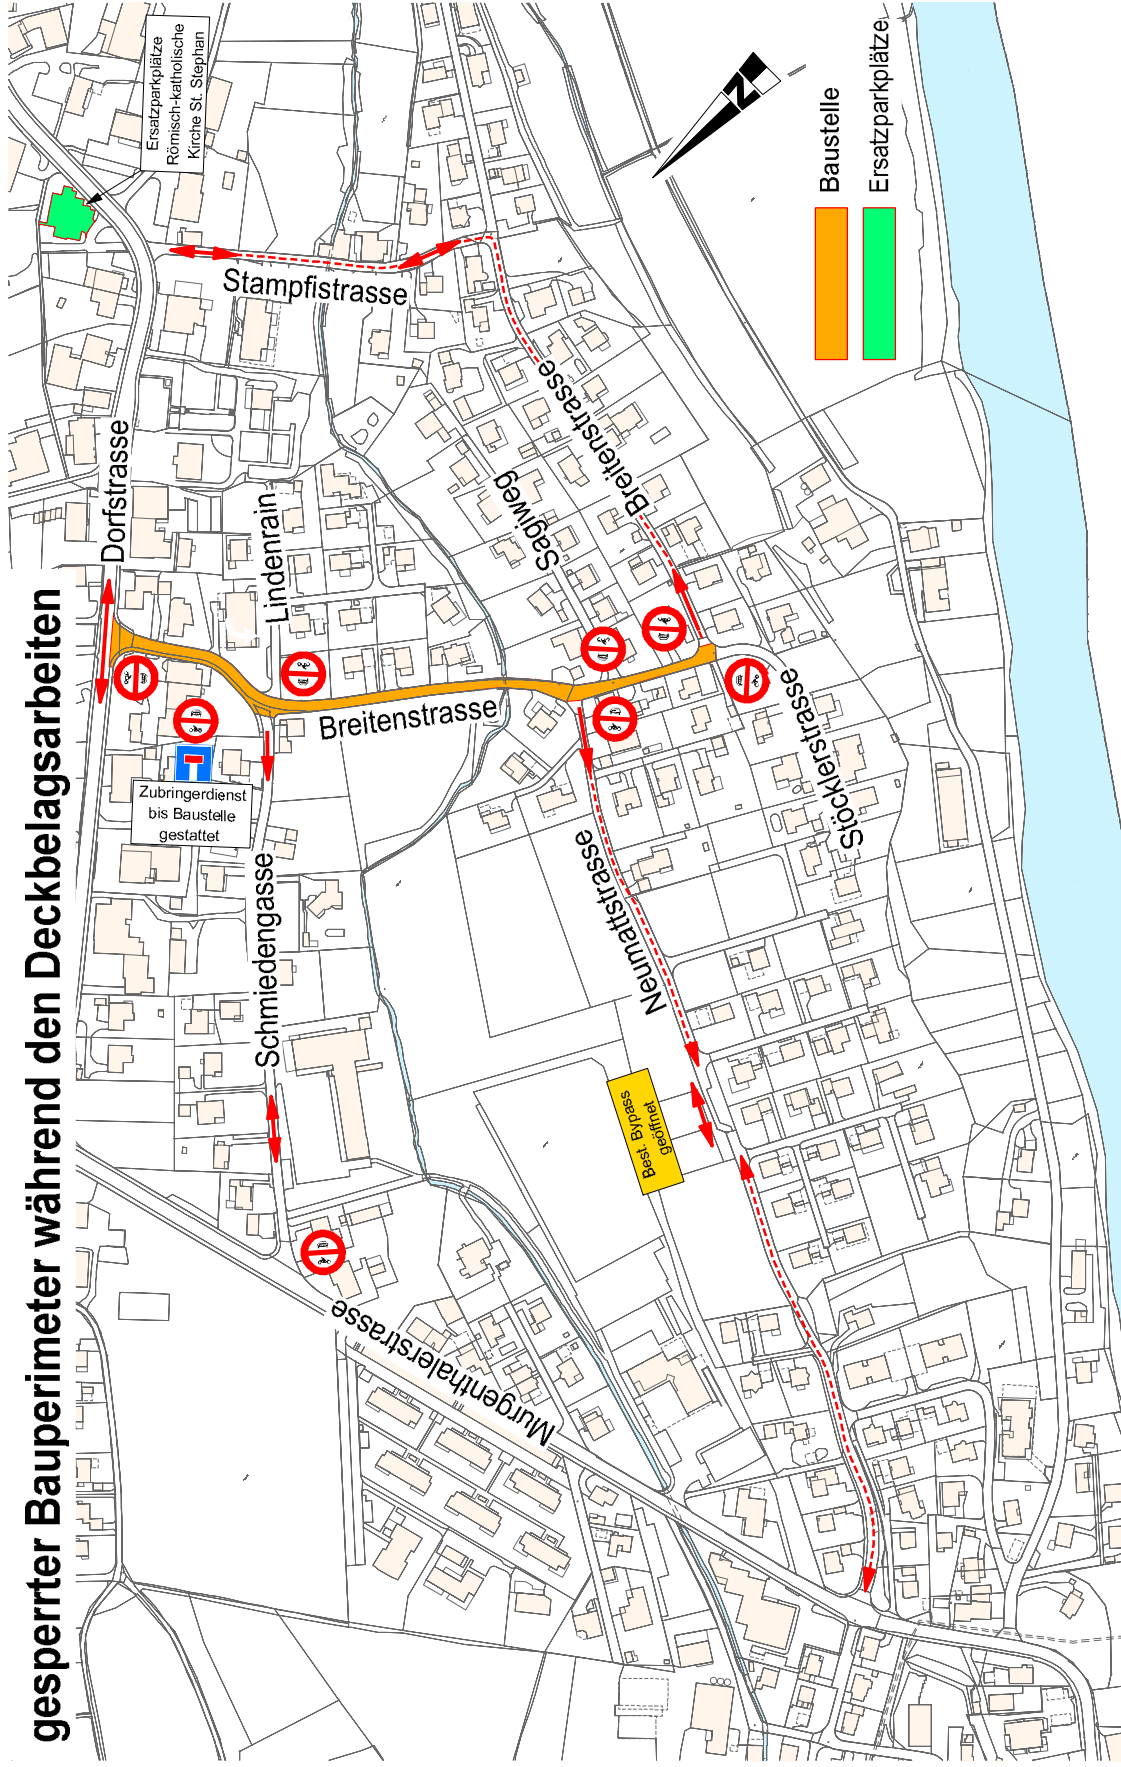 gesperrter Bauperimeter während den Deckbelagsarbeiten
Ersatzparkplätze
Römisch-katholische
Kirche St. Stephan
Baustelle
Ersatzparkplätze
N
Stampfistrasse
Dorfstrasse
Lindenrain
Sagiweg
Breitenstrasse
Breitenstrasse
Stöcklerstrasse
Zubringerdienst
bis Baustelle
gestattet
Schmiedengasse
Neumattstrasse
Best. Bypass
geöffnet
Murgenthalerstrasse